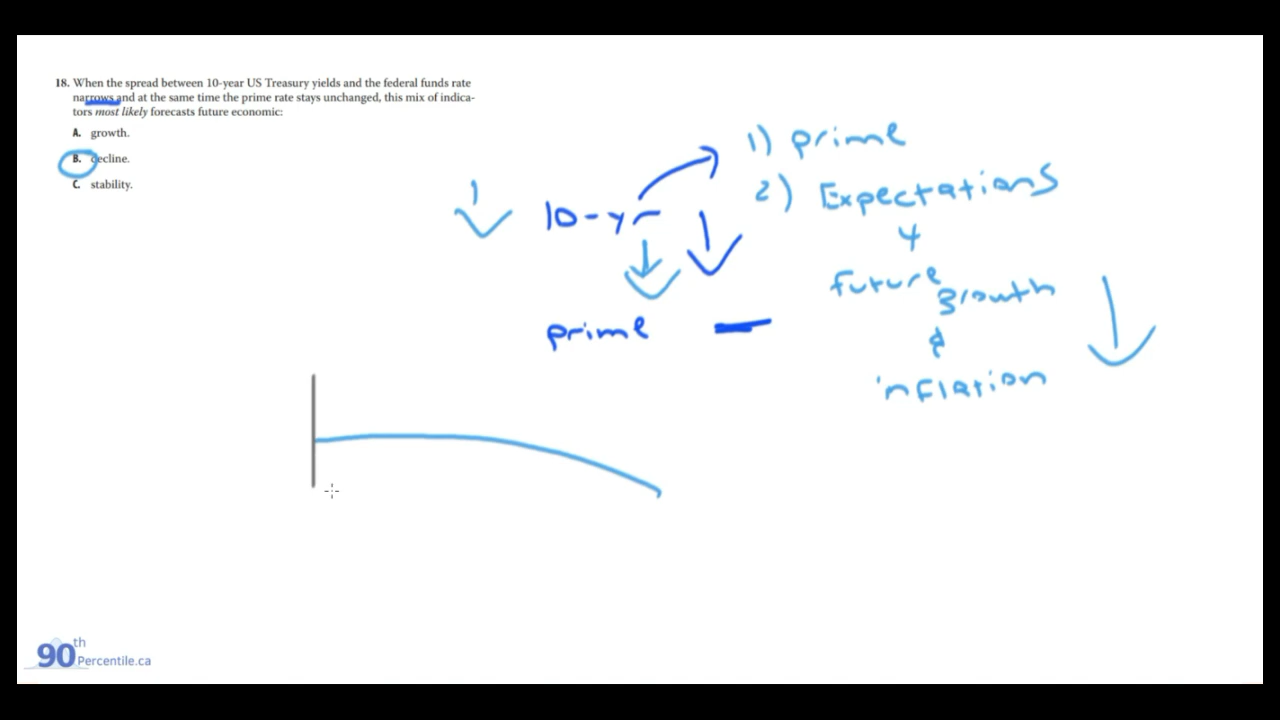 18. When the spread between 10-year US Treasury yields and the federal funds rate
narrows and at the same time the prime rate stays unchanged, this mix of indica-
tors most likely forecasts future economic:
A. growth.
B. decline.
C. stability.
1) prime
2) Expectations
10-yr
4
future
growth
&
prime
inflation
90th
Percentile.ca